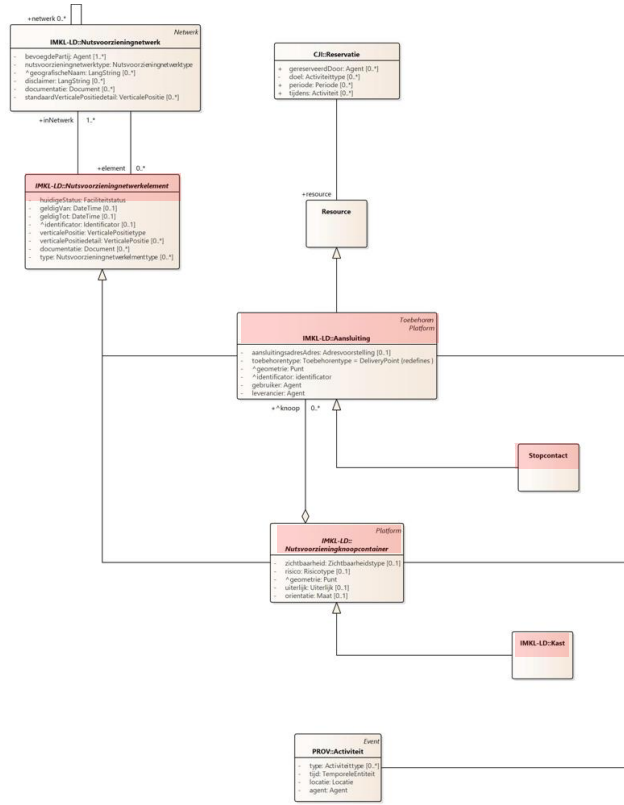 +netwerk 0..*
Netwerk
IMKL-LD::Nutsvoorzieningnetwerk
- bevoegdePartij: Agent [1..*]
- nutsvoorzieningnetwerktype: Nutsvoorzieningnetwerktype
- ^geografischeNaam: LangString [0..*]
- disclaimer: LangString [0..*]
- documentatie: Document [0..*]
- standaardVerticalePositiedetail: VerticalePositie [0..*]
+inNetwerk 1..*
+element 0..*
IMKL-LD::Nutsvoorzieningnetwerkelement
- huidigeStatus: Faciliteitstatus
- geldigVan: DateTime [0..1]
- geldigTot: DateTime [0..1]
- ^identificator: Identificator [0..1]
- verticalePositie: VerticalePositietype
- verticalePositiedetail: VerticalePositie [0..*]
- documentatie: Document [0..*]
- type: Nutsvoorzieningnetwerkelmenttype [0..*]
CJI::Reservatie
+ gereserveerdDoor: Agent [0..*]
- doel: Activiteittype [0..*]
+ periode: Periode [0..*]
+ tijdens: Activiteit [0..*]
+resource
Resource
Toebehoren
Platform
IMKL-LD::Aansluiting
- aansluitingsadresAdres: Adresvoorstelling [0..1]
- toebehorentype: Toebehorentype = DeliveryPoint {redefines }
- ^geometrie: Punt
- ^identificator: identificator
- gebruiker: Agent
- leverancier: Agent
+^knoop 0..*
Stopcontact
Platform
IMKL-LD::
Nutsvoorzieningknoopcontainer
- zichtbaarheid: Zichtbaarheidstype [0..1]
- risico: Risicotype [0..1]
- ^geometrie: Punt
- uiterlijk: Uiterlijk [0..1]
- orientatie: Maat [0..1]
IMKL-LD::Kast
Event
PROV::Activiteit
- type: Activiteittype [0..*]
- tijd: TemporeleEntiteit
- locatie: Locatie
- agent: Agent